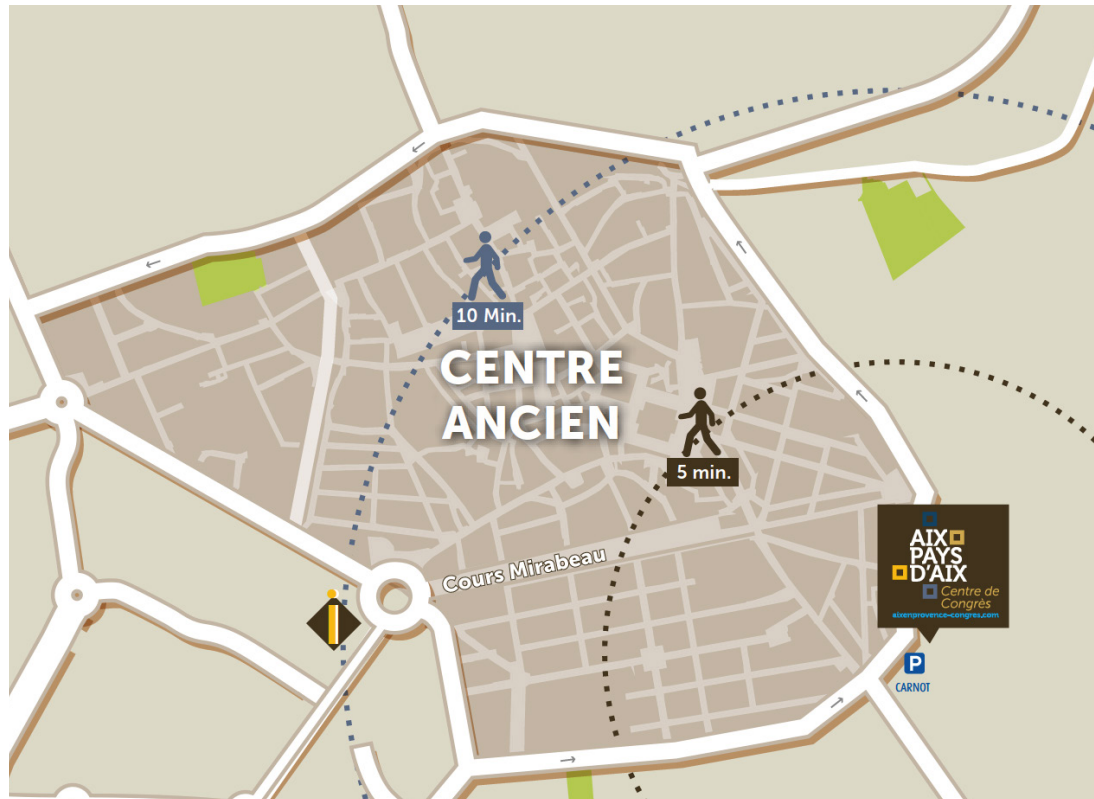 10 Min.
CENTRE
ANCIEN
5 min.
Cours Mirabeau
AIX
PAYS
D'AIX
Centre de
Congrès
aixenprovence-congres.com
P
CARNOT